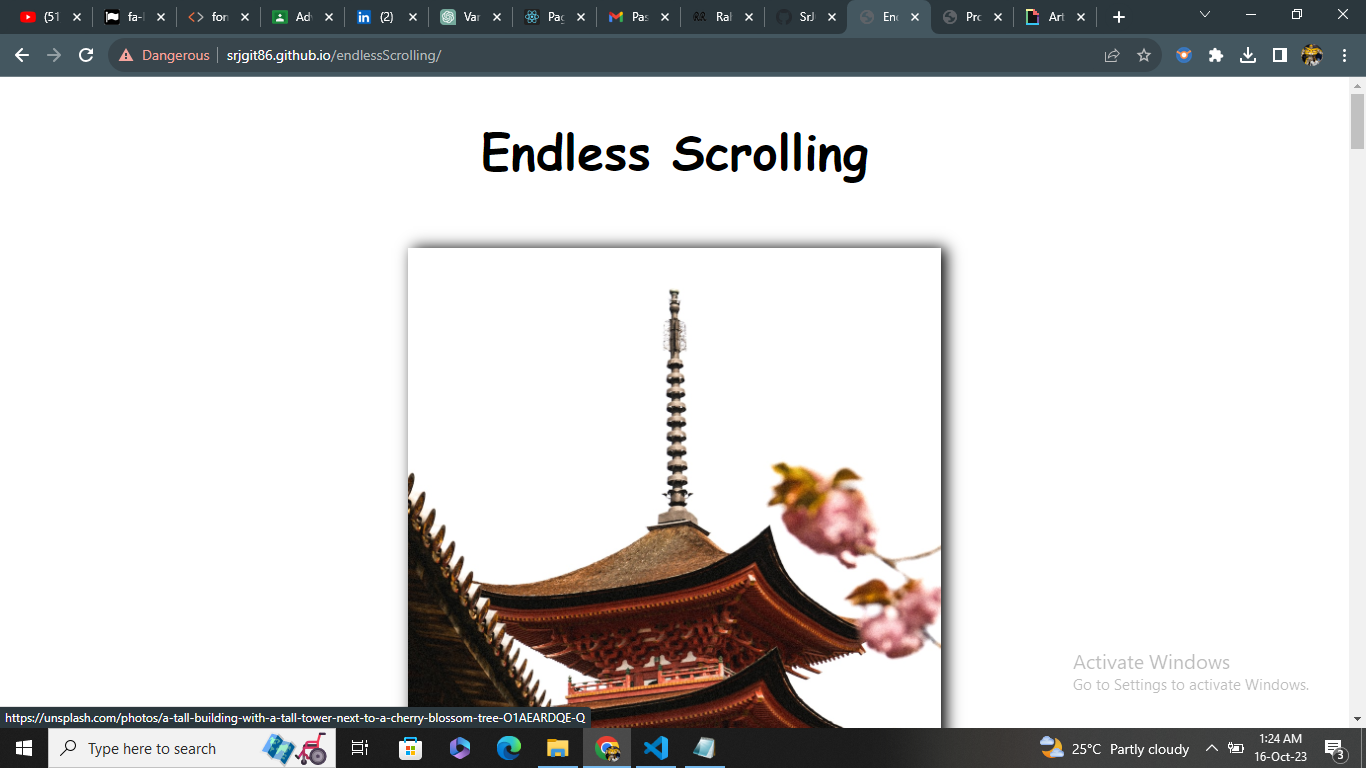 (51
fa-l
for
Adv
(2)
Var
Pag
Pas
Ral
SrJ
End
Pro
Art
Dangerous
srjgit86.github.io/endlessScrolling/
Endless Scrolling
Activate Windows
Go to Settings to activate Windows.
https://unsplash.com/photos/a-tall-building-with-a-tall-tower-next-to-a-cherry-blossom-tree-O1AEARDQE-Q
Type here to search
25°C Partly cloudy
1:24 AM
16-Oct-23
3